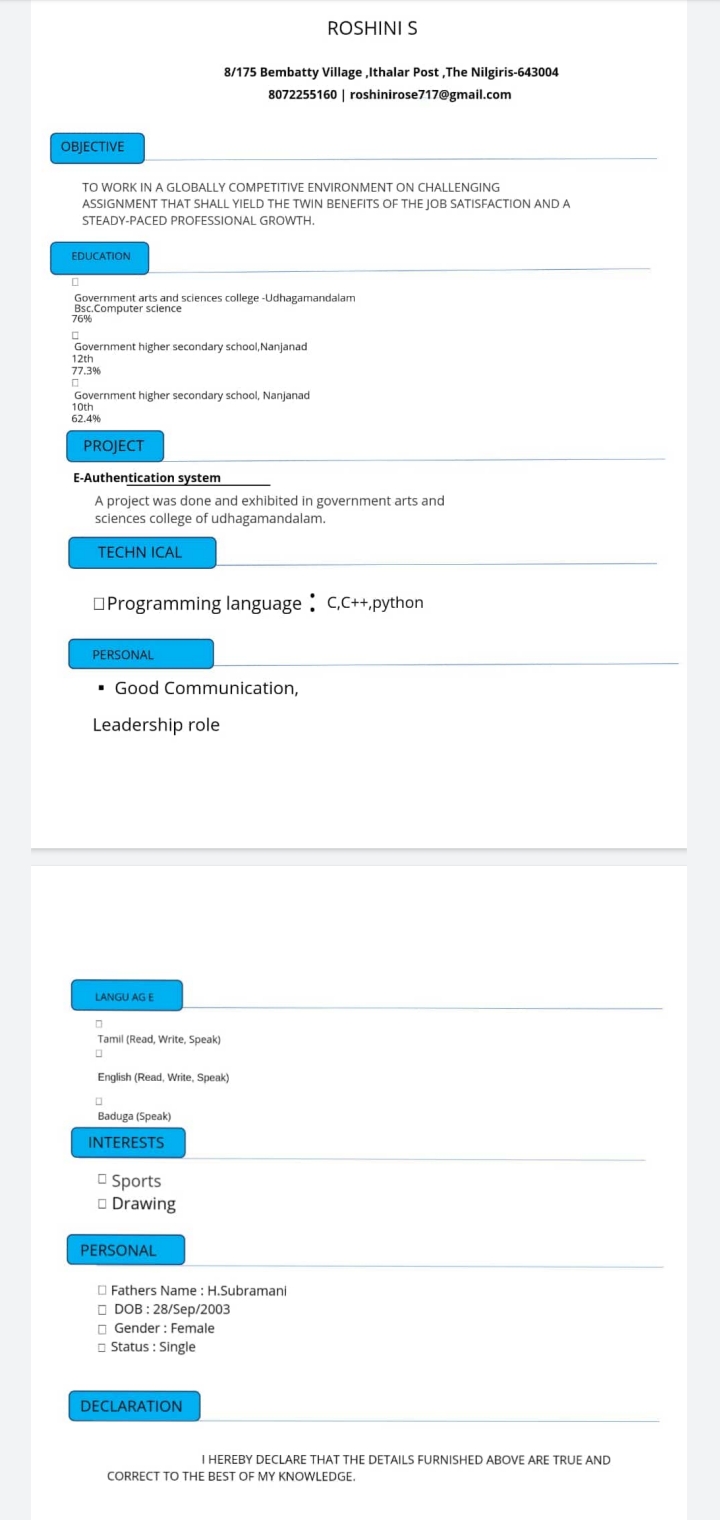 ROSHINI S
8/175 Bembatty Village ,Ithalar Post ,The Nilgiris-643004
8072255160 | roshinirose717@gmail.com
OBJECTIVE
TO WORK IN A GLOBALLY COMPETITIVE ENVIRONMENT ON CHALLENGING
ASSIGNMENT THAT SHALL YIELD THE TWIN BENEFITS OF THE JOB SATISFACTION AND A
STEADY-PACED PROFESSIONAL GROWTH.
EDUCATION
Government arts and sciences college -Udhagamandalam
Bsc.Computer science
76%
Government higher secondary school,Nanjanad
12th
77.3%
Government higher secondary school, Nanjanad
10th
62.4%
PROJECT
E-Authentication system
A project was done and exhibited in government arts and
sciences college of udhagamandalam.
TECHN ICAL
Programming language : C,C++,python
PERSONAL
▪ Good Communication,
Leadership role
LANGU AG E
Tamil (Read, Write, Speak)
English (Read, Write, Speak)
Baduga (Speak)
INTERESTS
Sports
Drawing
PERSONAL
Fathers Name : H.Subramani
DOB : 28/Sep/2003
Gender : Female
Status : Single
DECLARATION
I HEREBY DECLARE THAT THE DETAILS FURNISHED ABOVE ARE TRUE AND
CORRECT TO THE BEST OF MY KNOWLEDGE.